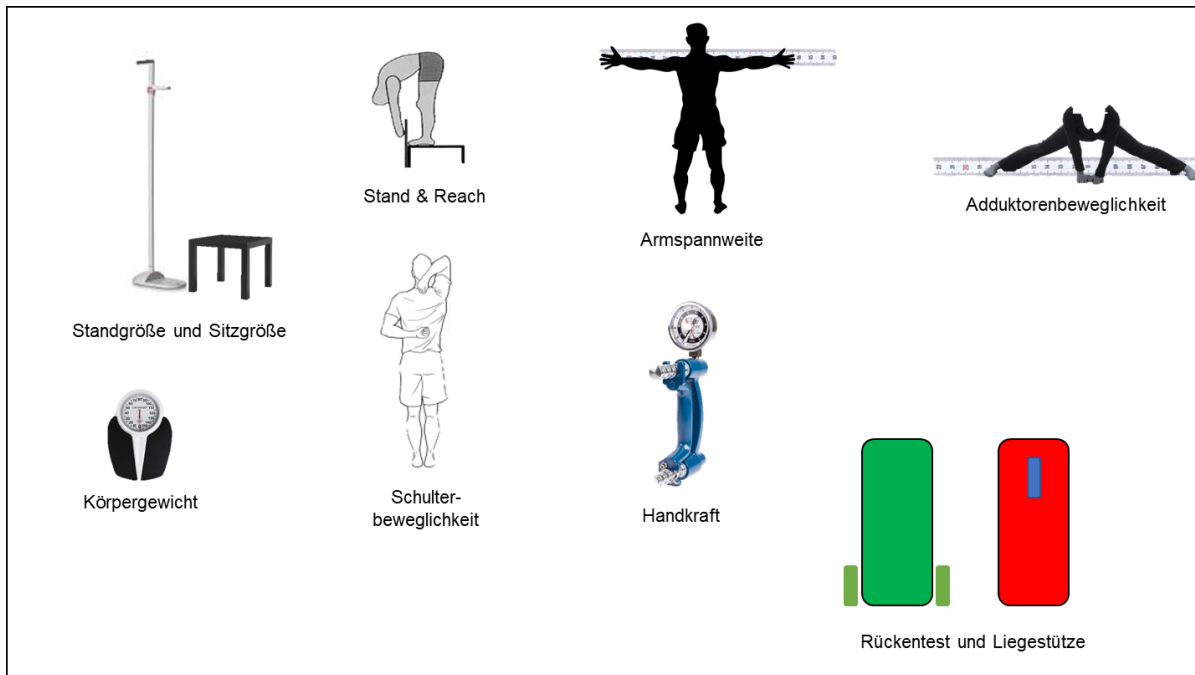 Stand & Reach
Armspannweite
Adduktorenbeweglichkeit
Standgröße und Sitzgröße
Körpergewicht
Schulter-
beweglichkeit
Handkraft
Rückentest und Liegestütze